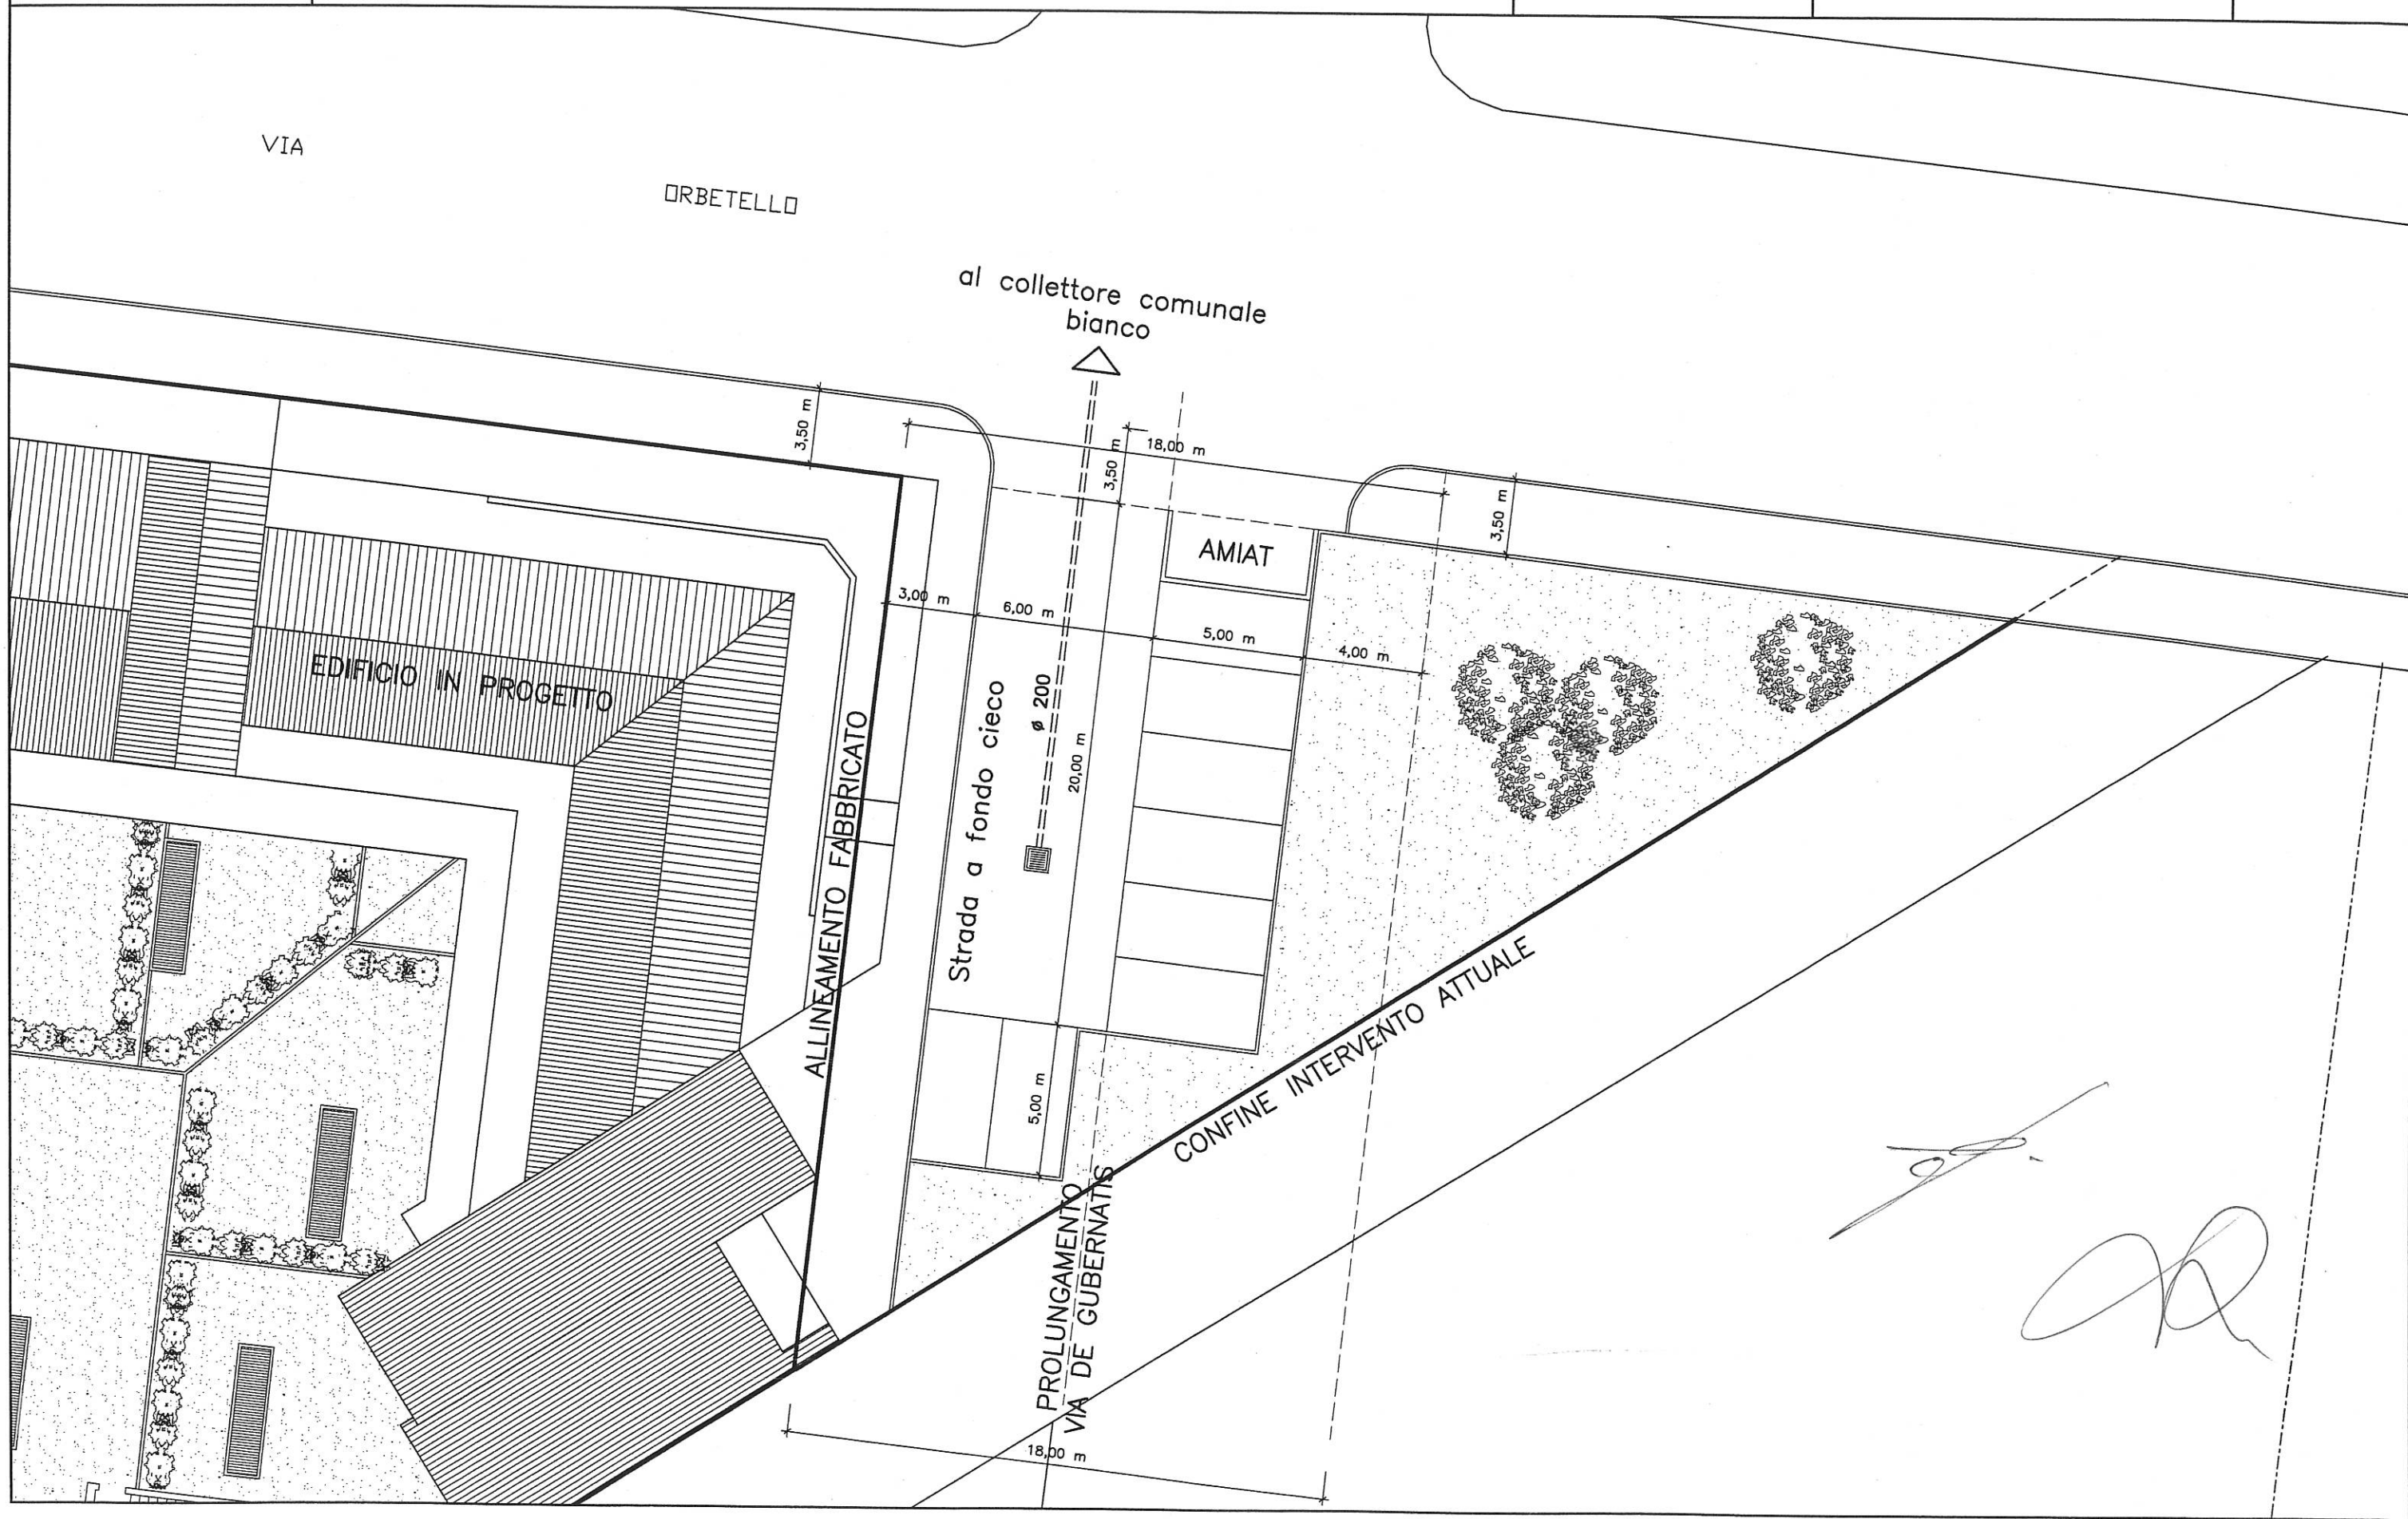 VIA
ORBETELLO
al collettore comunale
bianco
3,50 m
3,50 m
18,00 m
3,50 m
AMIAT
3,00 m
6,00 m
5,00 m
4,00 m
EDIFICIO IN PROGETTO
ALLINEAMENTO FABBRICATO
Strada a fondo cieco
ø 200
20,00 m
5,00 m
CONFINE INTERVENTO ATTUALE
PROLUNGAMENTO
VIA DE GUBERNATIS
18,00 m